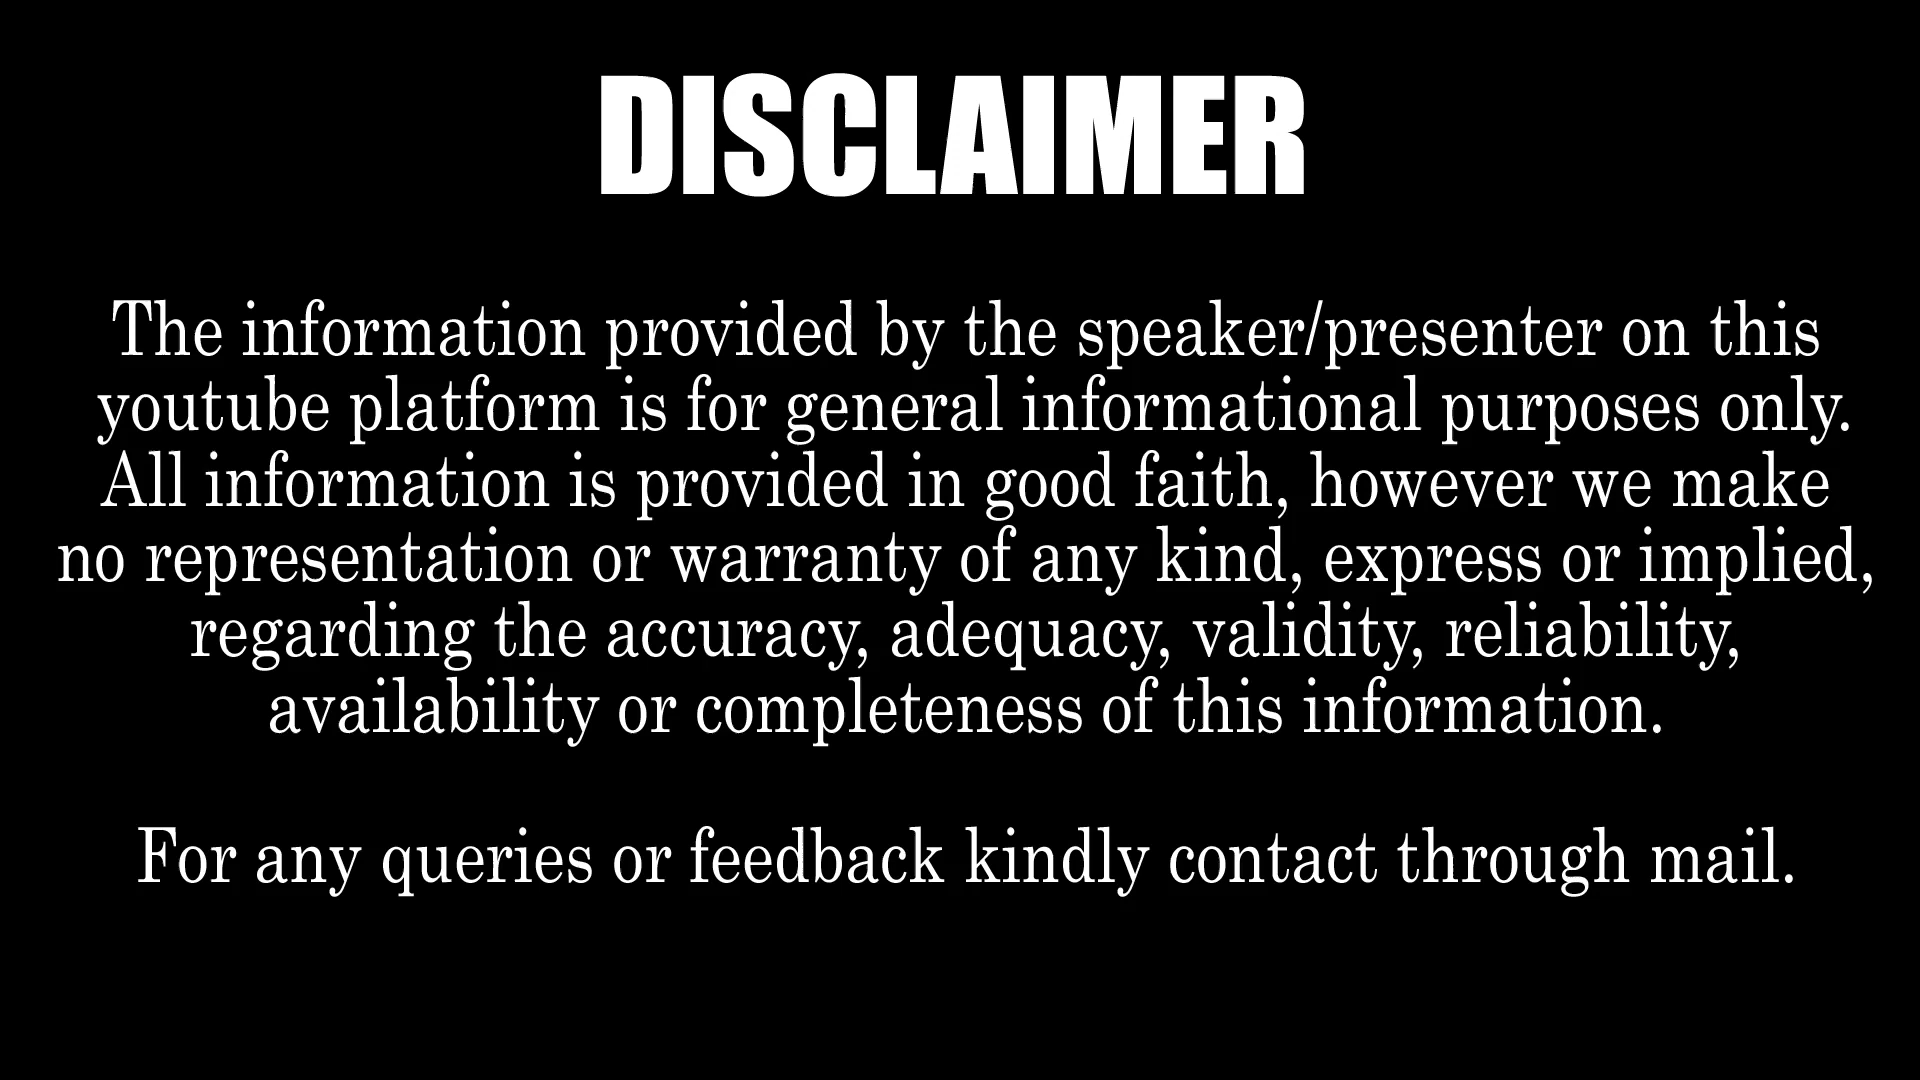 DISCLAIMER
The information provided by the speaker/presenter on this
youtube platform is for general informational purposes only.
All information is provided in good faith, however we make
no representation or warranty of any kind, express or implied,
regarding the accuracy, adequacy, validity, reliability,
availability or completeness of this information.
For any queries or feedback kindly contact through mail.